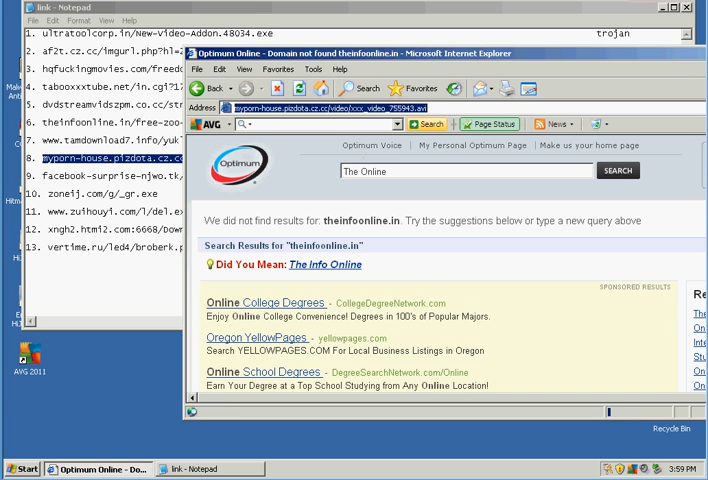 link - Notepad
File Edit Format View Help
1. ultratoolcorp.in/New-Video-Addon.48034.exe trojan
2. af2t.cz.cc/imgurl.php?hl=
3. hqfuckingmovies.com/freed
4. tabooxxxtube.net/in.cgi?1
5. dvdstreamvidszpm.co.cc/st
6. theinfoonline.in/free-zoo-
7. www.tamdownload7.info/yuk
8. myporn-house.pizdota.cz.cc
9. facebook-surprise-njwo.tk/
10. zoneij.com/g/_gr.exe
11. www.zuihouyi.com/l/del.ex
12. xngh2.htmi2.com:6668/Down
13. vertime.ru/led4/broberk.p
Optimum Online - Domain not found theinfoonline.in - Microsoft Internet Explorer
File Edit View Favorites Tools Help
Back Search Favorites
Address myporn-house.pizdota.cz.cc/video/xxx_video_755943.avi
AVG Search Page Status News
Optimum Voice | My Personal Optimum Page | Make us your home page
Optimum
The Online SEARCH
We did not find results for: theinfoonline.in. Try the suggestions below or type a new query above
Search Results for "theinfoonline.in"
Did You Mean: The Info Online
SPONSORED RESULTS
Online College Degrees - CollegeDegreeNetwork.com
Enjoy Online College Convenience! Degrees in 100's of Popular Majors.
Oregon YellowPages - yellowpages.com
Search YELLOWPAGES.COM For Local Business Listings in Oregon
Online School Degrees - DegreeSearchNetwork.com/Online
Earn Your Degree at a Top School Studying from Any Online Location!
Re
The
On
Inte
Stu
On
On
AVG 2011
Recycle Bin
Start Optimum Online - Do... link - Notepad 3:59 PM